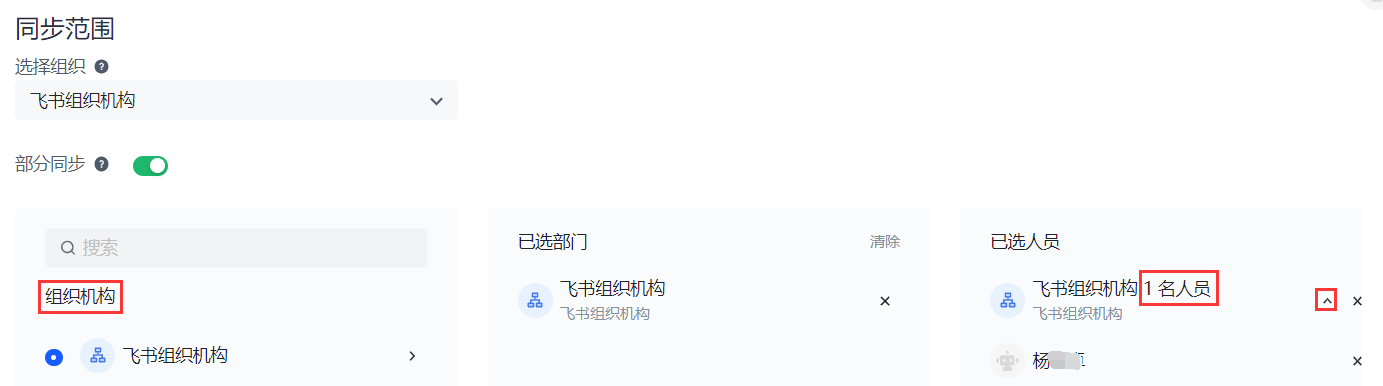 同步范围
选择组织
飞书组织机构
部分同步
搜索
组织机构
飞书组织机构
已选部门
清除
飞书组织机构
飞书组织机构
已选人员
飞书组织机构 1 名人员
飞书组织机构
杨